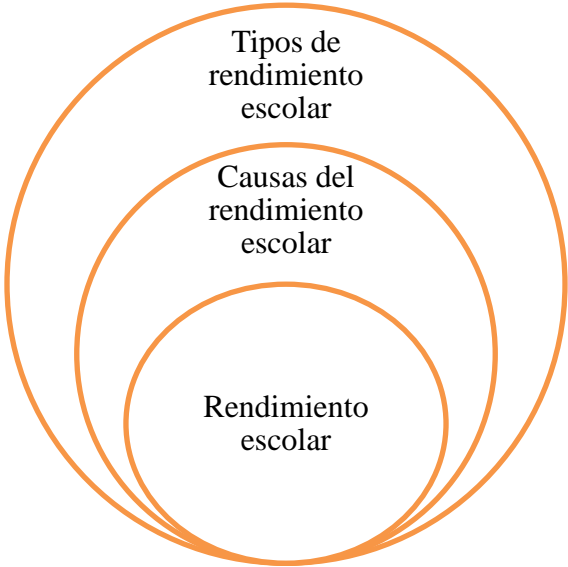 Tipos de
rendimiento
escolar
Causas del
rendimiento
escolar
Rendimiento
escolar